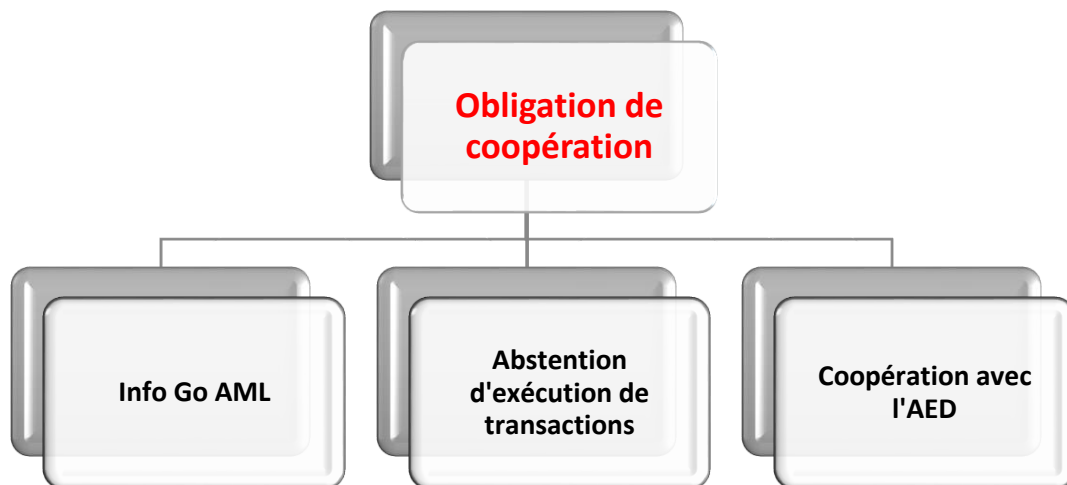 Obligation de
coopération
Info Go AML
Abstention
d'exécution de
transactions
Coopération avec
l'AED